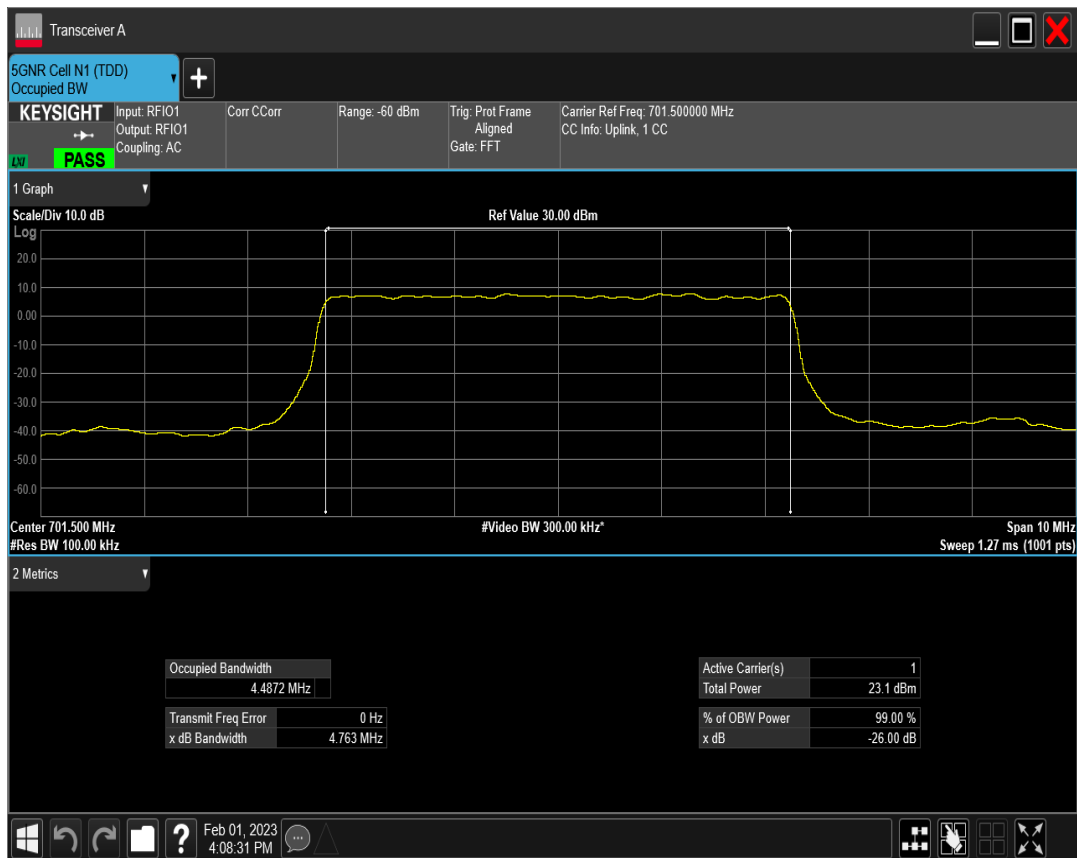 Transceiver A
5GNR Cell N1 (TDD)
Occupied BW
KEYSIGHT
LXI
PASS
Input: RFIO1
Output: RFIO1
Coupling: AC
Corr CCorr
Range: -60 dBm
Trig: Prot Frame
Aligned
Gate: FFT
Carrier Ref Freq: 701.500000 MHz
CC Info: Uplink, 1 CC
1 Graph
Scale/Div 10.0 dB
Ref Value 30.00 dBm
Log
20.0
10.0
0.00
-10.0
-20.0
-30.0
-40.0
-50.0
-60.0
Center 701.500 MHz
#Video BW 300.00 kHz*
Span 10 MHz
#Res BW 100.00 kHz
Sweep 1.27 ms (1001 pts)
2 Metrics
Occupied Bandwidth
4.4872 MHz
Transmit Freq Error 0 Hz
x dB Bandwidth 4.763 MHz
Active Carrier(s) 1
Total Power 23.1 dBm
% of OBW Power 99.00 %
x dB -26.00 dB
?
Feb 01, 2023
4:08:31 PM